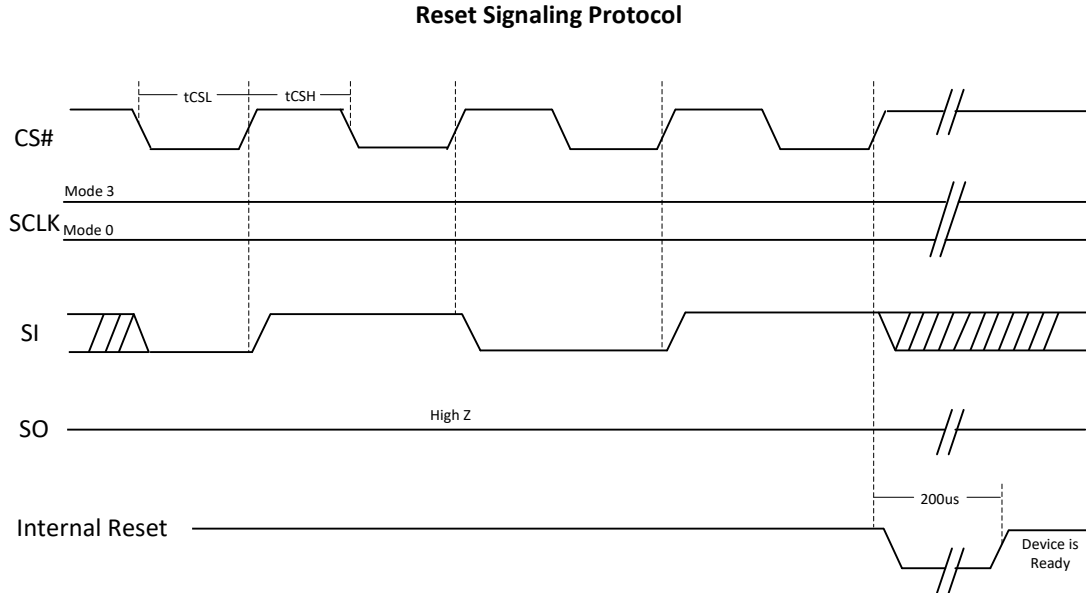 Reset Signaling Protocol
tCSL
tCSH
CS#
Mode 3
SCLK
Mode 0
SI
High Z
SO
200us
Internal Reset
Device is
Ready